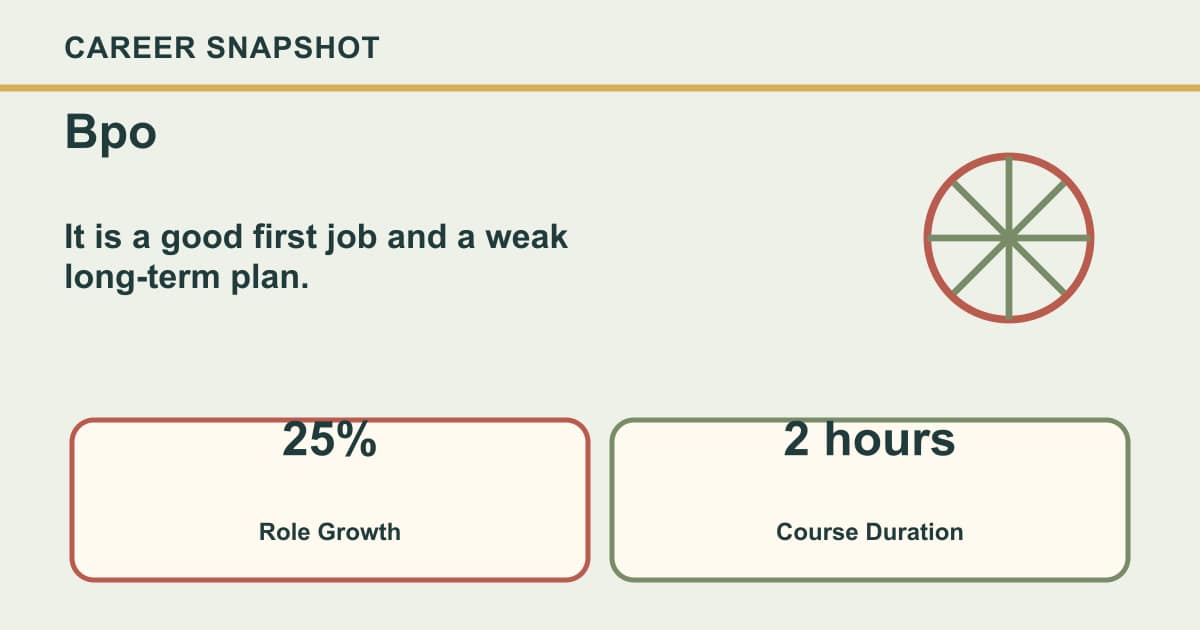 CAREER SNAPSHOT
Bpo
It is a good first job and a weak
long-term plan.
25%
Role Growth
2 hours
Course Duration